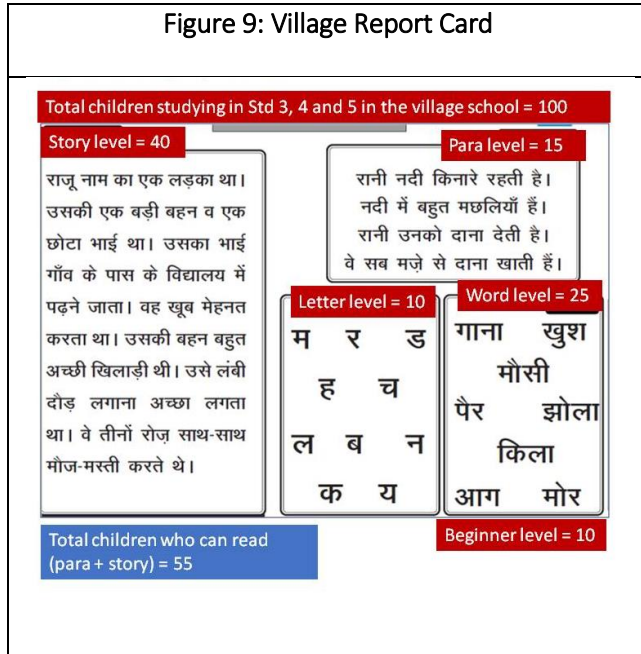 Figure 9: Village Report Card
Total children studying in Std 3, 4 and 5 in the village school = 100
Story level = 40
राजू नाम का एक लड़का था।
उसकी एक बड़ी बहन व एक
छोटा भाई था। उसका भाई
गाँव के पास के विद्यालय में
पढ़ने जाता। वह खूब मेहनत
करता था। उसकी बहन बहुत
अच्छी खिलाड़ी थी। उसे लंबी
दौड़ लगाना अच्छा लगता
था। वे तीनों रोज़ साथ-साथ
मौज-मस्ती करते थे।
Para level = 15
रानी नदी किनारे रहती है।
नदी में बहुत मछलियाँ हैं।
रानी उनको दाना देती है।
वे सब मज़े से दाना खाती हैं।
Letter level = 10
म र ड
ह च
ल ब न
क य
Word level = 25
गाना खुश
मौसी
पैर झोला
किला
आग मोर
Total children who can read
(para + story) = 55
Beginner level = 10